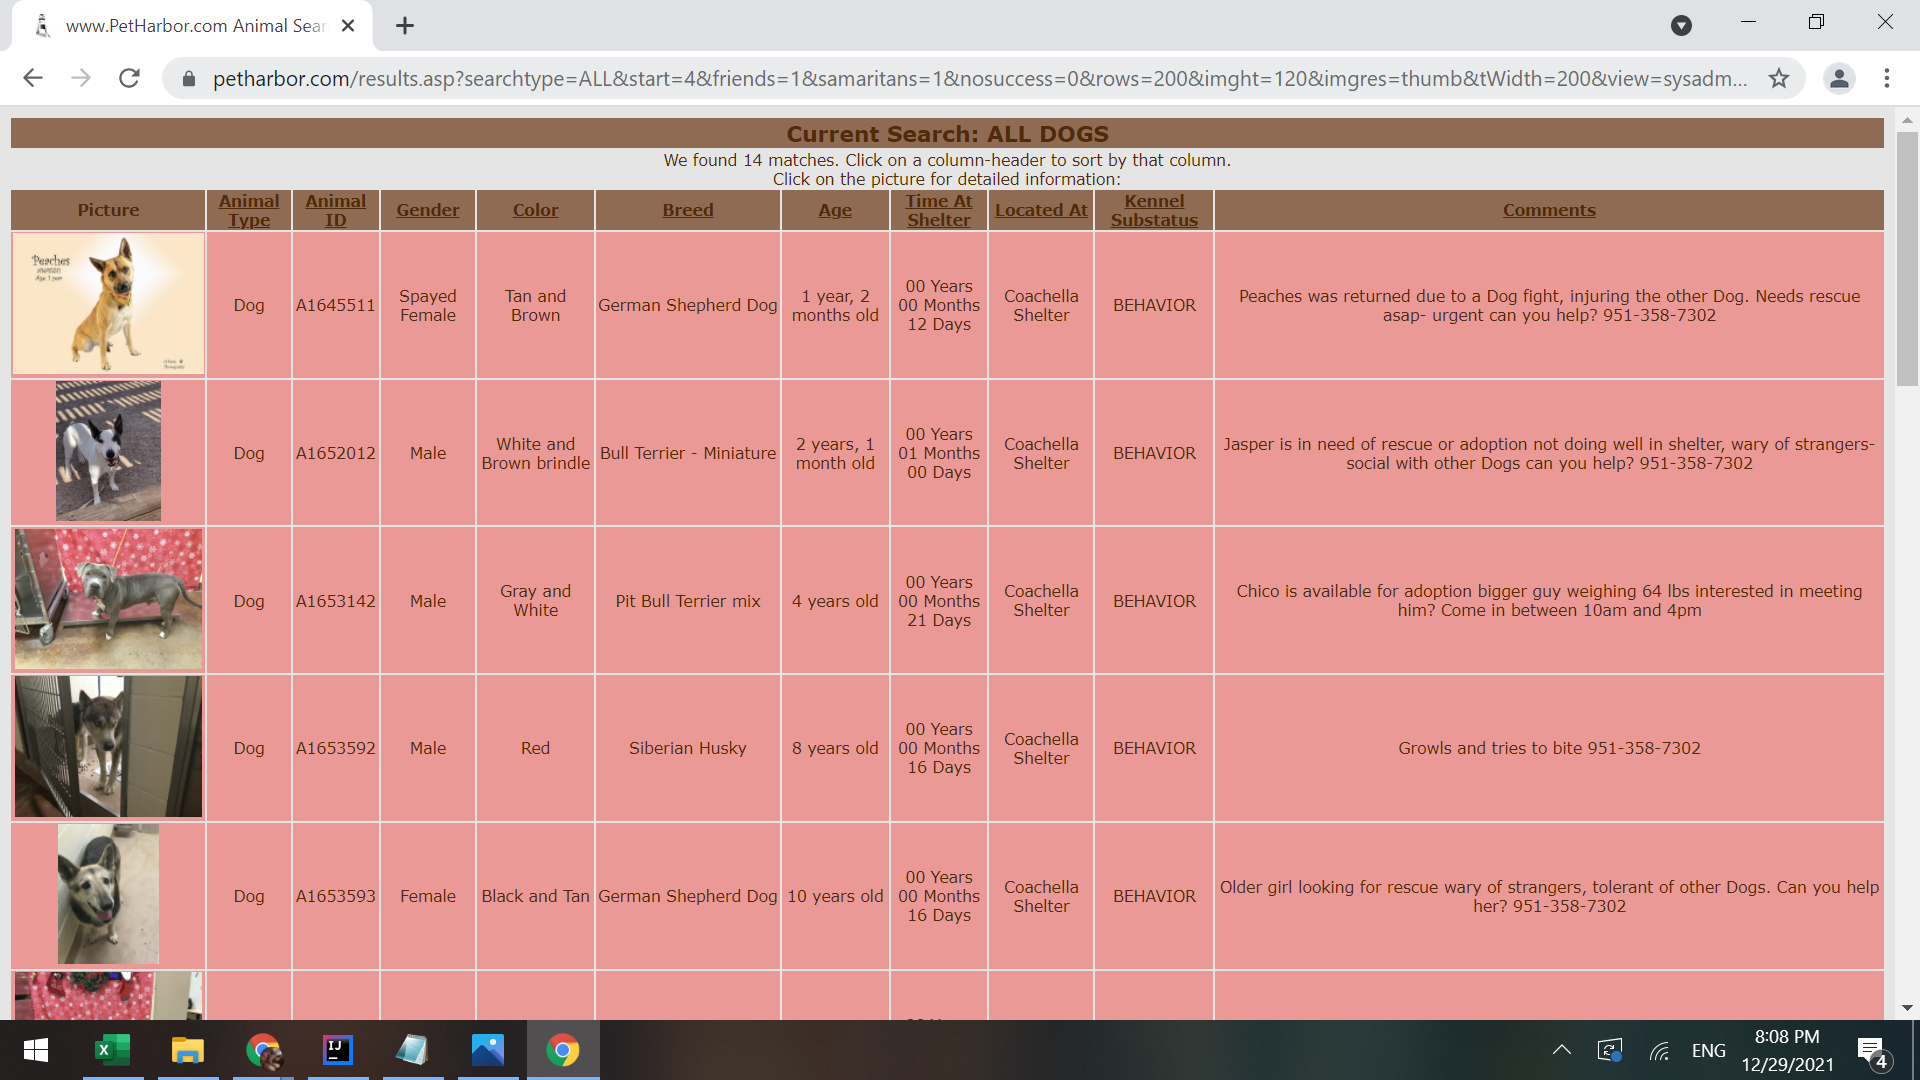 www.PetHarbor.com Animal Sear
petharbor.com/results.asp?searchtype=ALL&start=4&friends=1&samaritans=1&nosuccess=0&rows=200&imght=120&imgres=thumb&tWidth=200&view=sysadm...
Current Search: ALL DOGS
We found 14 matches. Click on a column-header to sort by that column.
Click on the picture for detailed information:
Picture
Animal
Type
Animal
ID
Gender
Color
Breed
Age
Time At
Shelter
Located At
Kennel
Substatus
Comments
Peaches
Age: 1 year
Dog
A1645511
Spayed
Female
Tan and
Brown
German Shepherd Dog
1 year, 2
months old
00 Years
00 Months
12 Days
Coachella
Shelter
BEHAVIOR
Peaches was returned due to a Dog fight, injuring the other Dog. Needs rescue
asap- urgent can you help? 951-358-7302
Dog
A1652012
Male
White and
Brown brindle
Bull Terrier - Miniature
2 years, 1
month old
00 Years
01 Months
00 Days
Coachella
Shelter
BEHAVIOR
Jasper is in need of rescue or adoption not doing well in shelter, wary of strangers-
social with other Dogs can you help? 951-358-7302
Dog
A1653142
Male
Gray and
White
Pit Bull Terrier mix
4 years old
00 Years
00 Months
21 Days
Coachella
Shelter
BEHAVIOR
Chico is available for adoption bigger guy weighing 64 lbs interested in meeting
him? Come in between 10am and 4pm
Dog
A1653592
Male
Red
Siberian Husky
8 years old
00 Years
00 Months
16 Days
Coachella
Shelter
BEHAVIOR
Growls and tries to bite 951-358-7302
Dog
A1653593
Female
Black and Tan
German Shepherd Dog
10 years old
00 Years
00 Months
16 Days
Coachella
Shelter
BEHAVIOR
Older girl looking for rescue wary of strangers, tolerant of other Dogs. Can you help
her? 951-358-7302
IJ
ENG
8:08 PM
12/29/2021
4